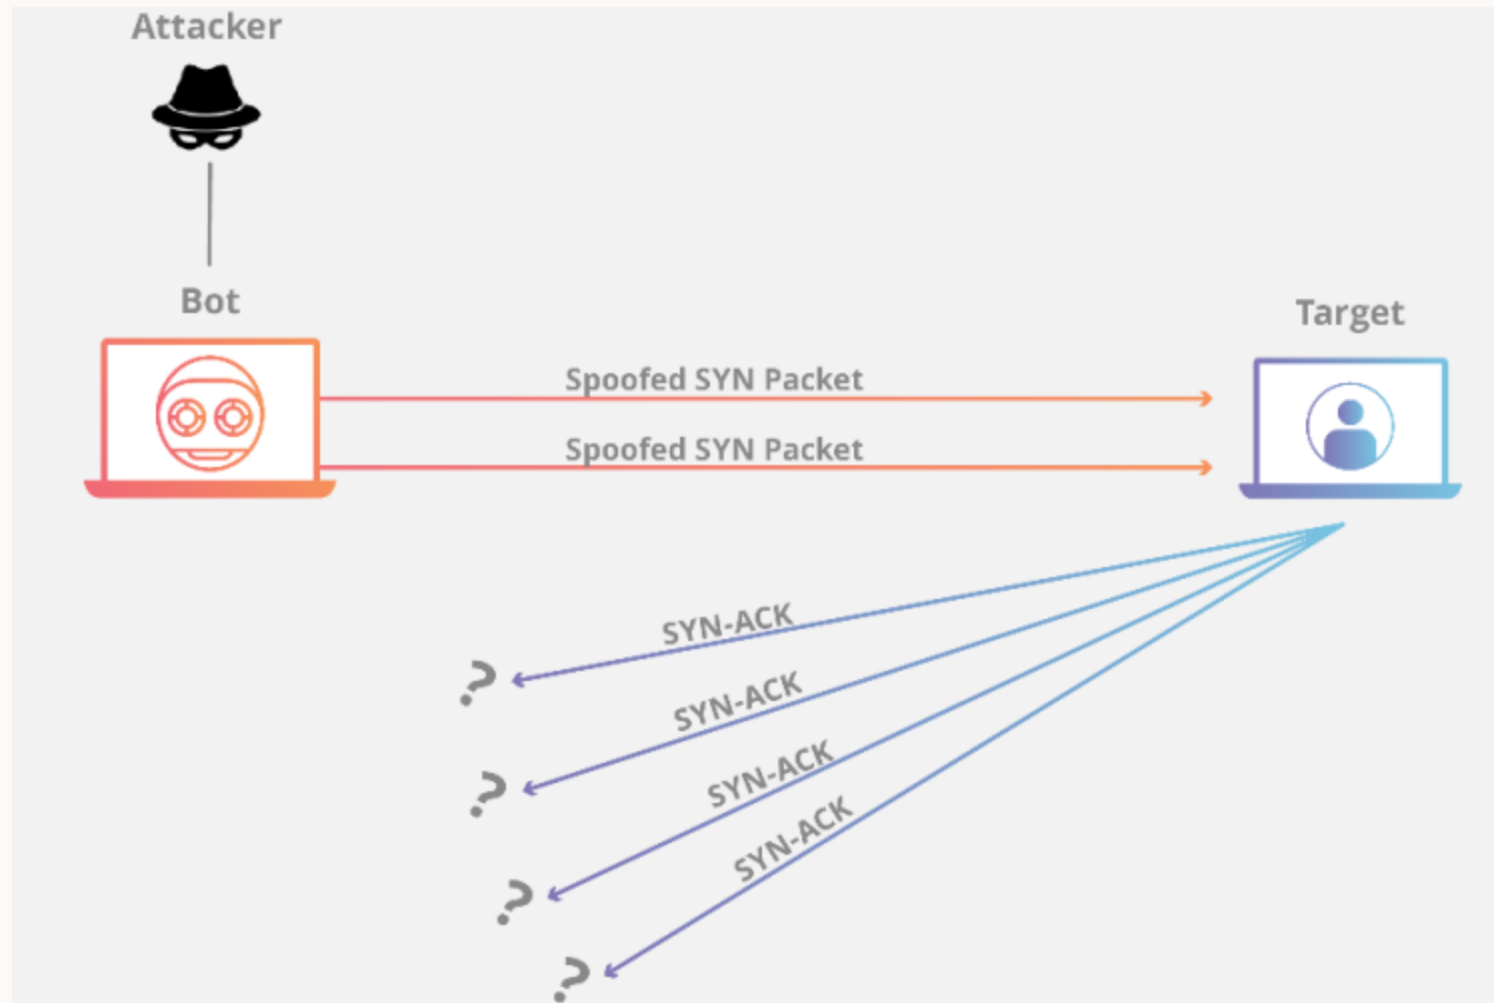 Attacker
Bot
Target
Spoofed SYN Packet
Spoofed SYN Packet
SYN-ACK
?
SYN-ACK
?
SYN-ACK
?
SYN-ACK
?